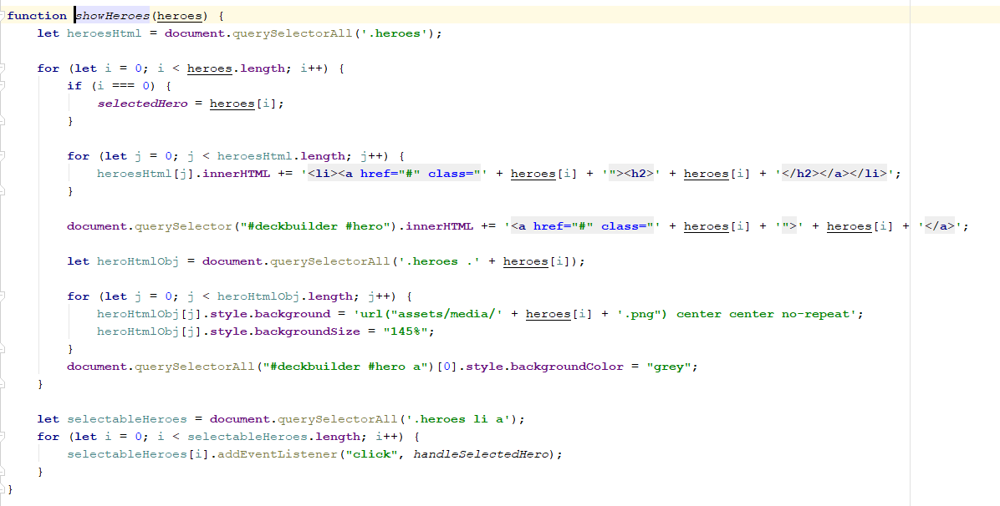 function showHeroes(heroes) {
    let heroesHtml = document.querySelectorAll('.heroes');

    for (let i = 0; i < heroes.length; i++) {
        if (i === 0) {
            selectedHero = heroes[i];
        }

        for (let j = 0; j < heroesHtml.length; j++) {
            heroesHtml[j].innerHTML += '<li><a href="#" class="' + heroes[i] + '"><h2>' + heroes[i] + '</h2></a></li>';
        }

        document.querySelector("#deckbuilder #hero").innerHTML += '<a href="#" class="' + heroes[i] + '">' + heroes[i] + '</a>';

        let heroHtmlObj = document.querySelectorAll('.heroes .' + heroes[i]);

        for (let j = 0; j < heroHtmlObj.length; j++) {
            heroHtmlObj[j].style.background = 'url("assets/media/' + heroes[i] + '.png") center center no-repeat';
            heroHtmlObj[j].style.backgroundSize = "145%";
        }
        document.querySelectorAll("#deckbuilder #hero a")[0].style.backgroundColor = "grey";
    }

    let selectableHeroes = document.querySelectorAll('.heroes li a');
    for (let i = 0; i < selectableHeroes.length; i++) {
        selectableHeroes[i].addEventListener("click", handleSelectedHero);
    }
}